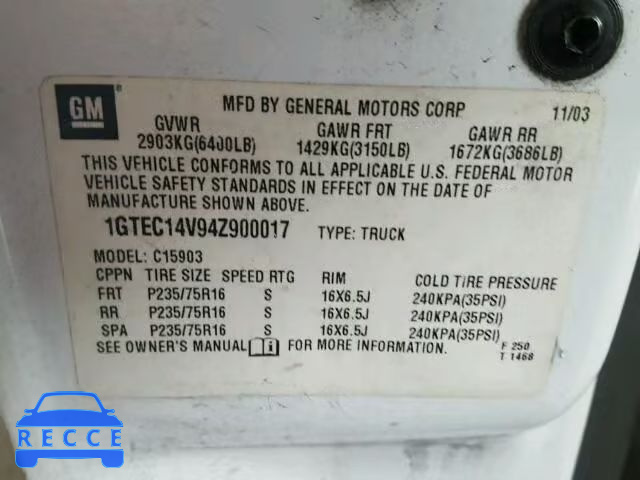 GM
MFD BY GENERAL MOTORS CORP 11/03
GVWR GAWR FRT GAWR RR
2903KG(6400LB) 1429KG(3150LB) 1672KG(3686LB)
THIS VEHICLE CONFORMS TO ALL APPLICABLE U.S. FEDERAL MOTOR
VEHICLE SAFETY STANDARDS IN EFFECT ON THE DATE OF
MANUFACTURE SHOWN ABOVE.
1GTEC14V94Z900017 TYPE: TRUCK
MODEL: C15903
CPPN TIRE SIZE SPEED RTG RIM COLD TIRE PRESSURE
FRT P235/75R16 S 16X6.5J 240KPA(35PSI)
RR P235/75R16 S 16X6.5J 240KPA(35PSI)
SPA P235/75R16 S 16X6.5J 240KPA(35PSI)
SEE OWNER'S MANUAL FOR MORE INFORMATION. F 250
T 1468
RECCE